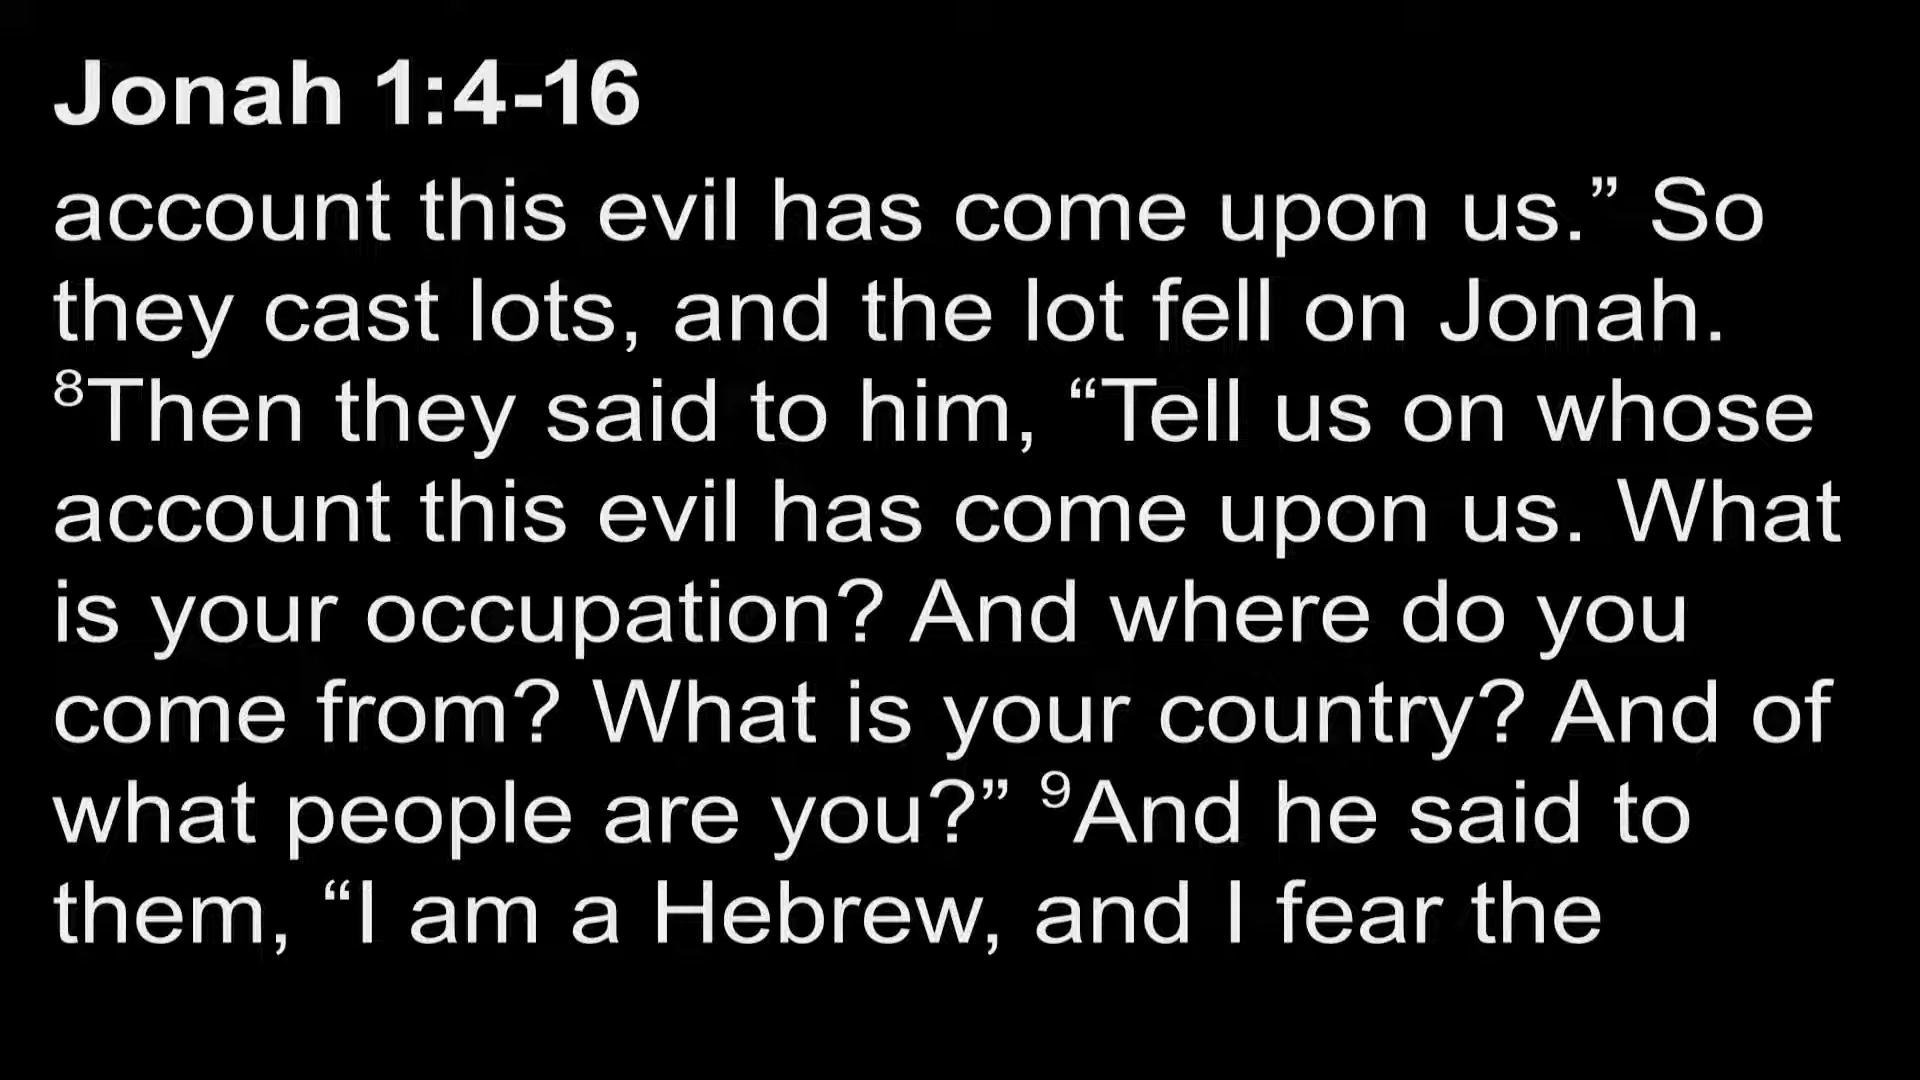 Jonah 1:4-16
account this evil has come upon us.” So
they cast lots, and the lot fell on Jonah.
⁸Then they said to him, “Tell us on whose
account this evil has come upon us. What
is your occupation? And where do you
come from? What is your country? And of
what people are you?” ⁹And he said to
them, “I am a Hebrew, and I fear the